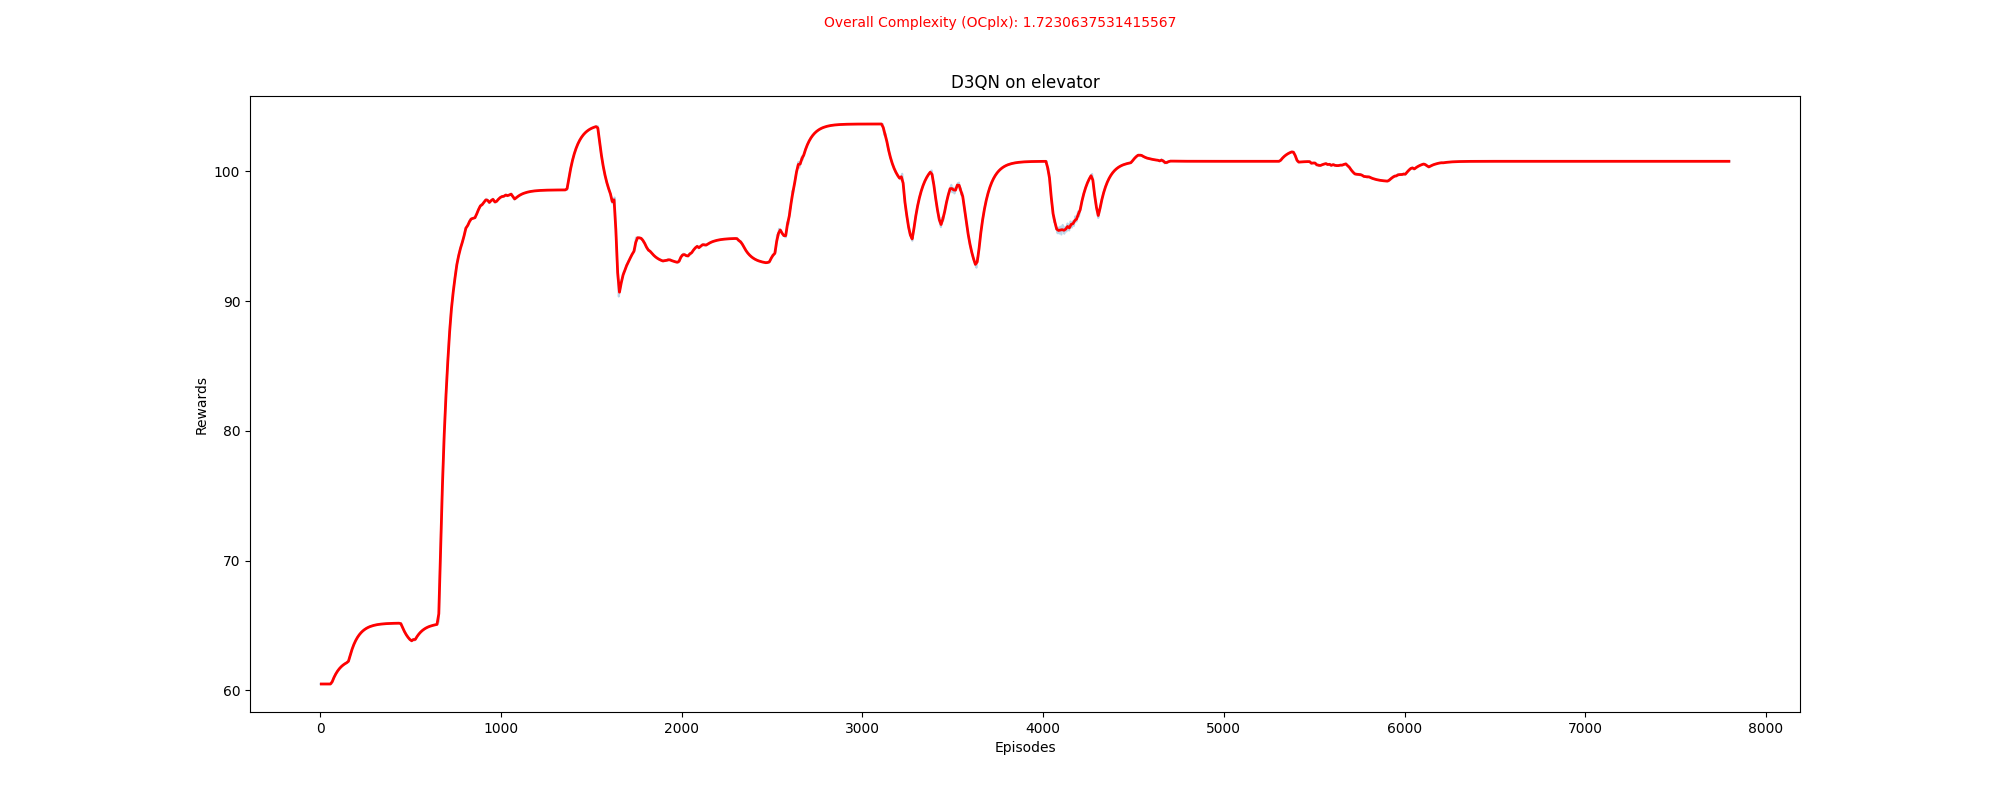 Overall Complexity (OCplx): 1.7230637531415567
D3QN on elevator
100
90
80
70
60
Rewards
0 1000 2000 3000 4000 5000 6000 7000 8000
Episodes